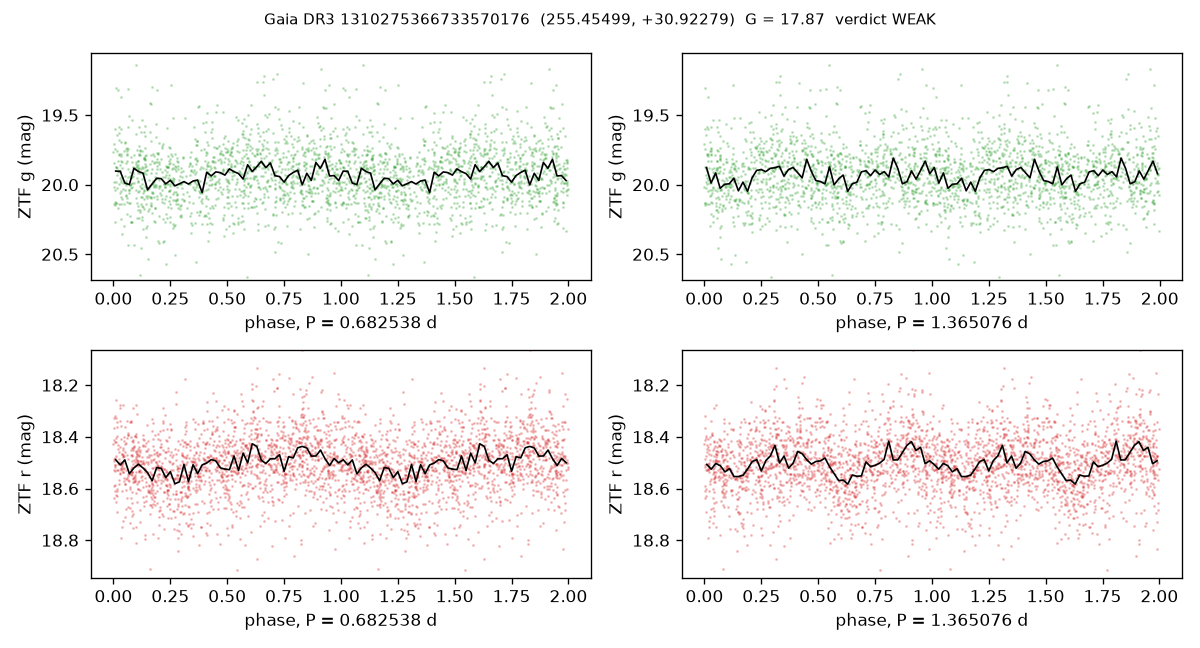 Gaia DR3 1310275366733570176  (255.45499, +30.92279)  G = 17.87  verdict WEAK
ZTF g (mag)
19.5
20.0
20.5
0.00 0.25 0.50 0.75 1.00 1.25 1.50 1.75 2.00
phase, P = 0.682538 d
ZTF g (mag)
19.5
20.0
20.5
0.00 0.25 0.50 0.75 1.00 1.25 1.50 1.75 2.00
phase, P = 1.365076 d
ZTF r (mag)
18.2
18.4
18.6
18.8
0.00 0.25 0.50 0.75 1.00 1.25 1.50 1.75 2.00
phase, P = 0.682538 d
ZTF r (mag)
18.2
18.4
18.6
18.8
0.00 0.25 0.50 0.75 1.00 1.25 1.50 1.75 2.00
phase, P = 1.365076 d